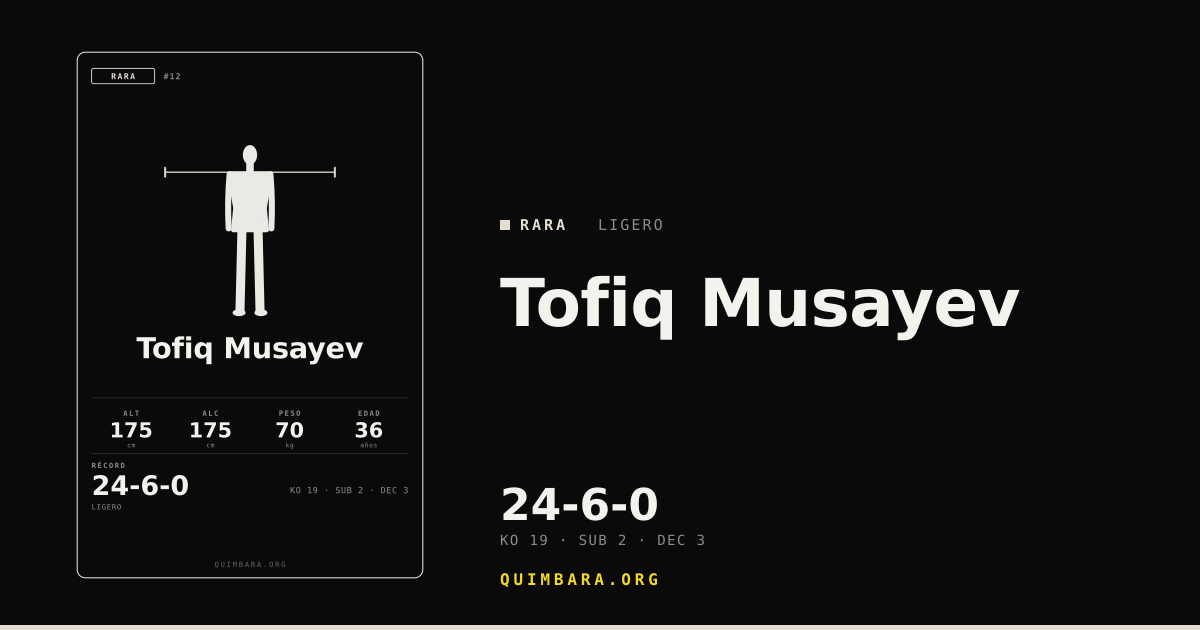 RARA #12
Tofiq Musayev
ALT ALC PESO EDAD
175 175 70 36
cm cm kg años
RÉCORD
24-6-0 KO 19 · SUB 2 · DEC 3
LIGERO
QUIMBARA.ORG
RARA LIGERO
Tofiq Musayev
24-6-0
KO 19 · SUB 2 · DEC 3
QUIMBARA.ORG